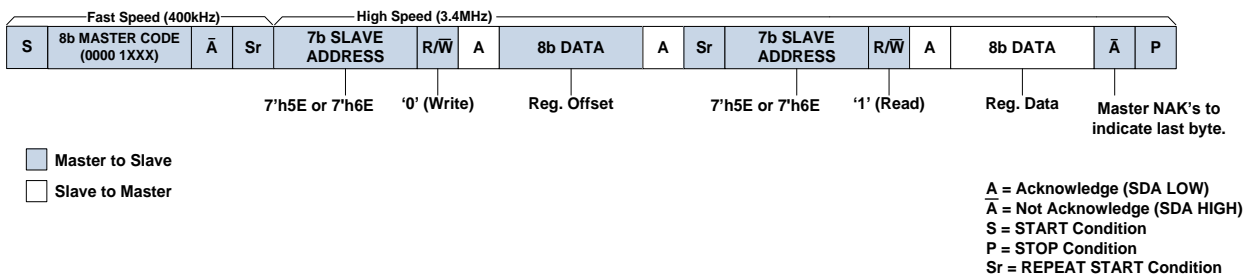 Fast Speed (400kHz) High Speed (3.4MHz)
S 8b MASTER CODE (0000 1XXX) A̅ Sr 7b SLAVE ADDRESS R/W̅ A 8b DATA A Sr 7b SLAVE ADDRESS R/W̅ A 8b DATA A̅ P
7'h5E or 7'h6E '0' (Write) Reg. Offset 7'h5E or 7'h6E '1' (Read) Reg. Data Master NAK's to
indicate last byte.
Master to Slave
Slave to Master
A = Acknowledge (SDA LOW)
A̅ = Not Acknowledge (SDA HIGH)
S = START Condition
P = STOP Condition
Sr = REPEAT START Condition